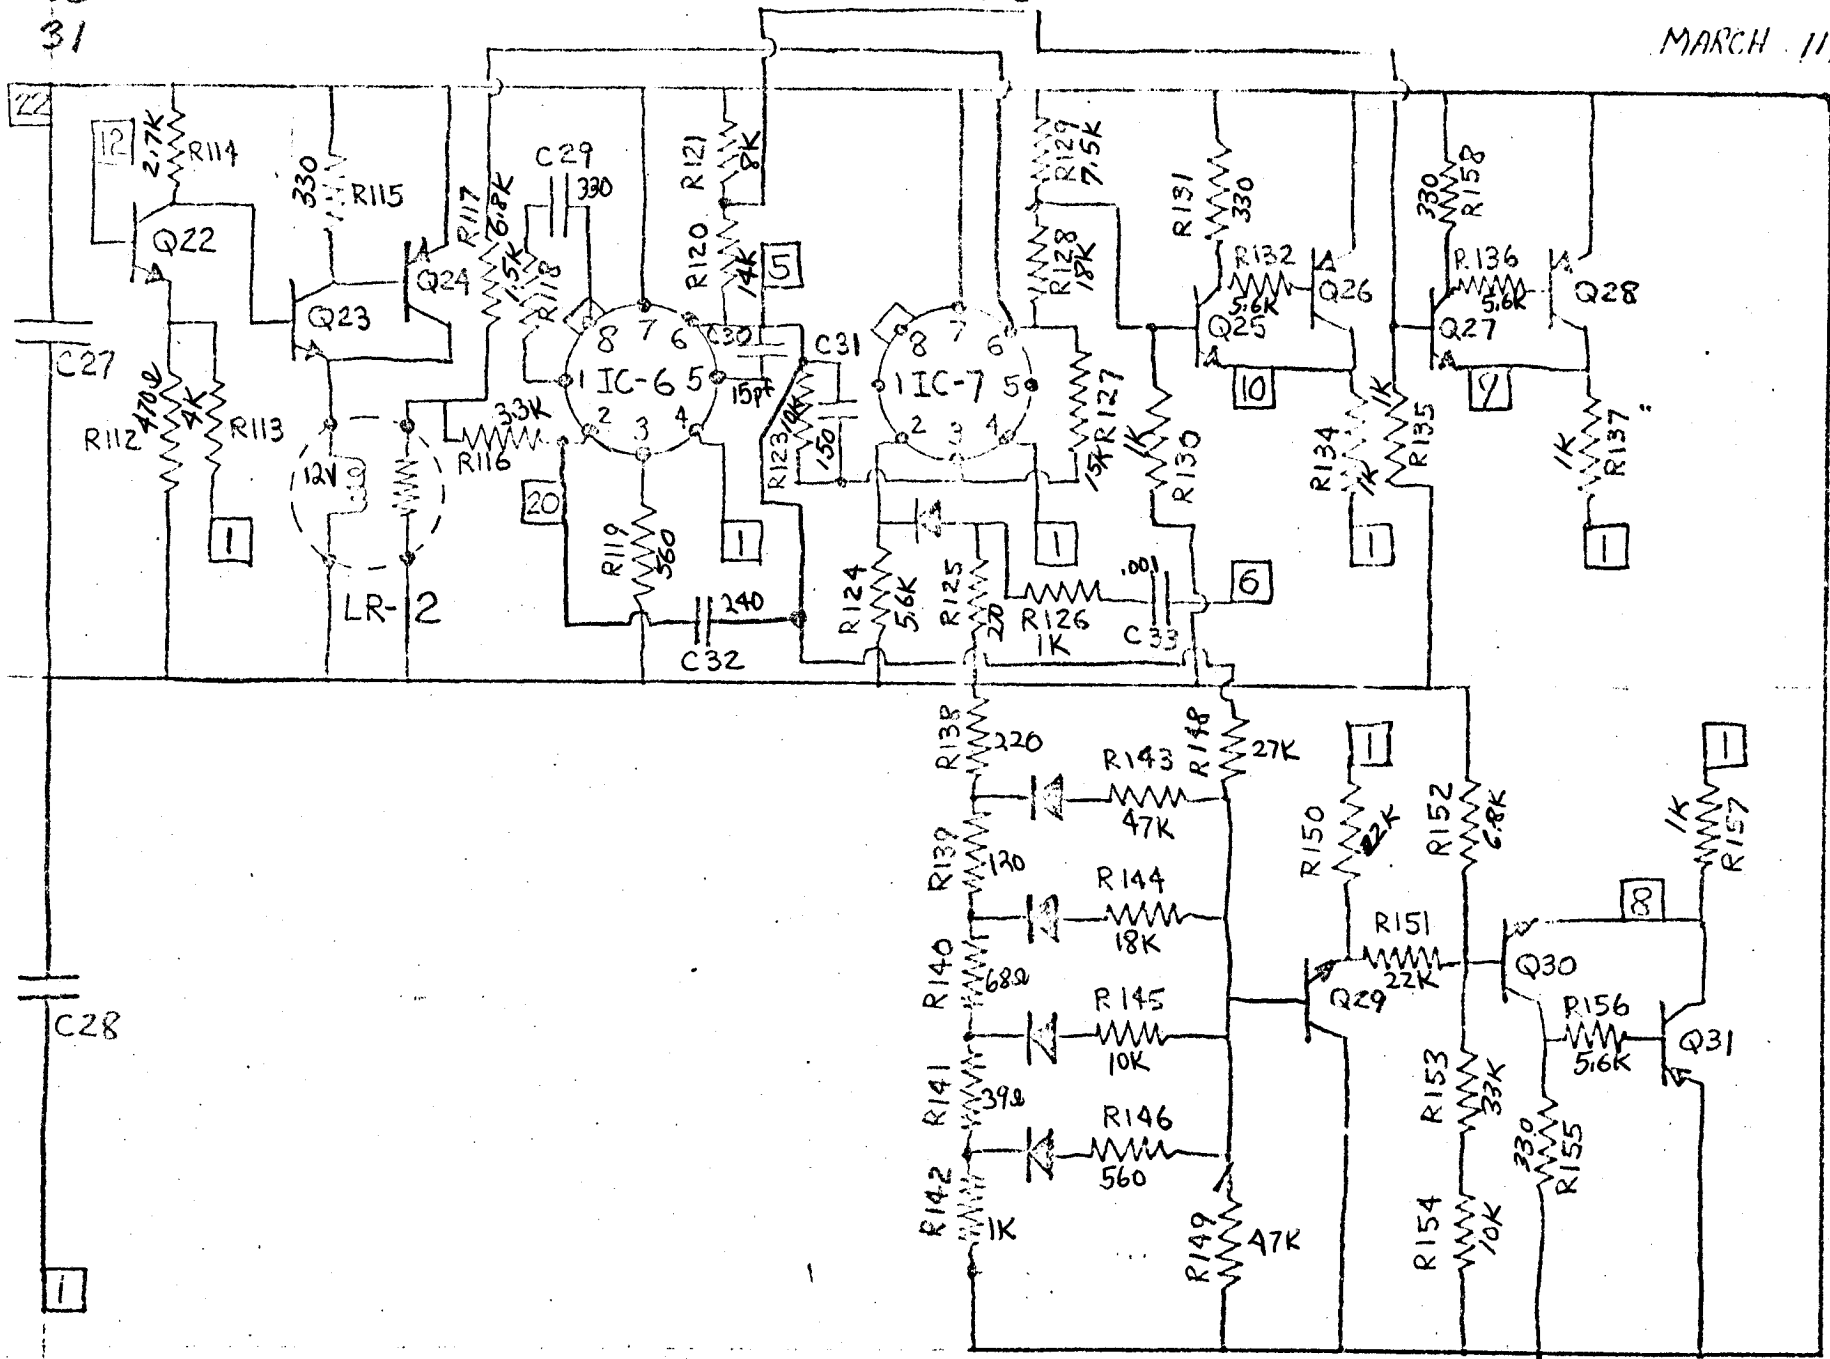 31
MARCH 11
22
12
2.7K
R114
Q22
330
R115
Q23
Q24
R117
6.8K
1.5K
R118
C29
330
R121
8K
R120
14K
5
R129
7.5K
R128
18K
R131
330
R132
5.6K
Q25
Q26
330
R158
R136
5.6K
Q27
Q28
C27
R112
470Ω
4K
R113
1
12V
LR-12
R116
3.3K
20
8
7
6
1
IC-6
5
2
3
4
C30
15pf
C31
R123
10K
150
8
7
6
1
IC-7
5
2
3
4
R127
15K
1K
R130
10
9
R134
1K
1K
R135
1K
R137
"
R119
560
1
1
1
1
C32
240
R124
5.6K
R125
R126
1K
.001
C33
6
R138
220
R143
47K
R148
27K
1
1
R139
120
R144
18K
R150
22K
R152
6.8K
1K
R157
R140
68Ω
R145
10K
Q29
R151
22K
8
Q30
R156
5.6K
Q31
C28
R141
39Ω
R146
560
R153
33K
330
R155
R142
1K
R149
47K
R154
10K
1